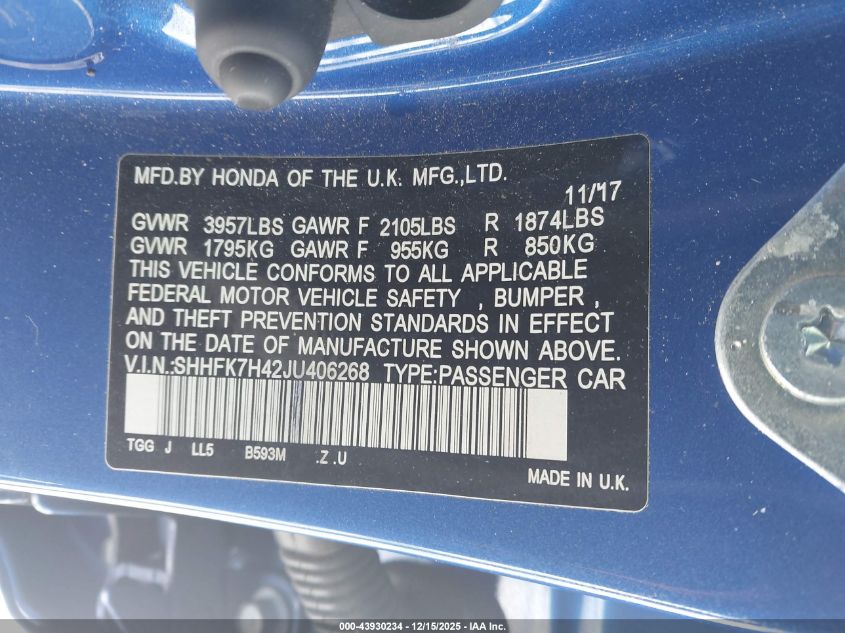 MFD.BY HONDA OF THE U.K. MFG.,LTD.
11/17
GVWR 3957LBS GAWR F 2105LBS R 1874LBS
GVWR 1795KG GAWR F 955KG R 850KG
THIS VEHICLE CONFORMS TO ALL APPLICABLE
FEDERAL MOTOR VEHICLE SAFETY , BUMPER ,
AND THEFT PREVENTION STANDARDS IN EFFECT
ON THE DATE OF MANUFACTURE SHOWN ABOVE.
V.I.N.:SHHFK7H42JU406268 TYPE:PASSENGER CAR
TGG J LL5 B593M .Z .U
MADE IN U.K.
000-43930234 - 12/15/2025 - IAA Inc.